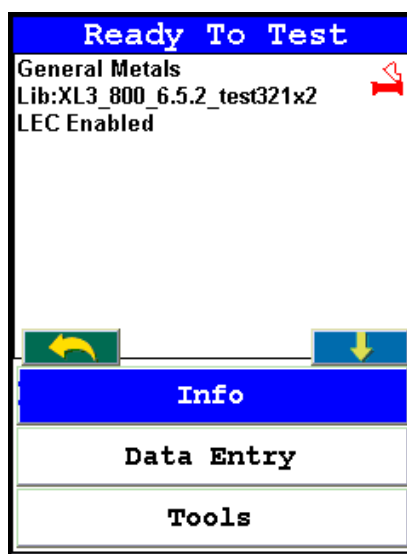 Ready To Test
General Metals
Lib:XL3_800_6.5.2_test321x2
LEC Enabled
Info
Data Entry
Tools